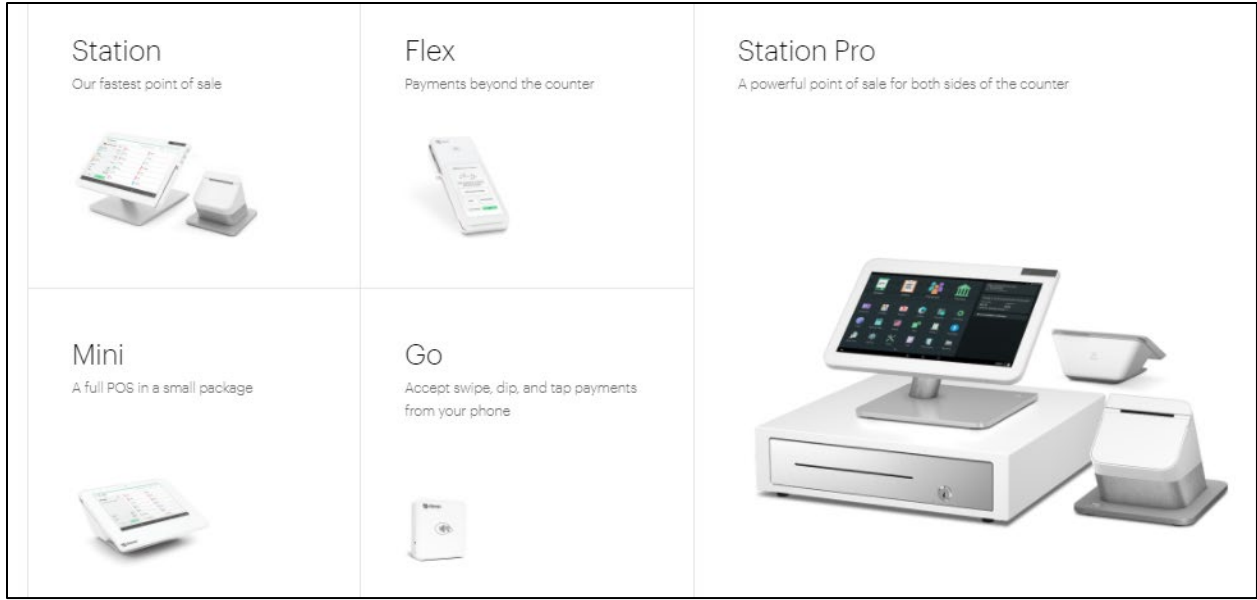 Station
Our fastest point of sale
Flex
Payments beyond the counter
Station Pro
A powerful point of sale for both sides of the counter
Mini
A full POS in a small package
Go
Accept swipe, dip, and tap payments
from your phone